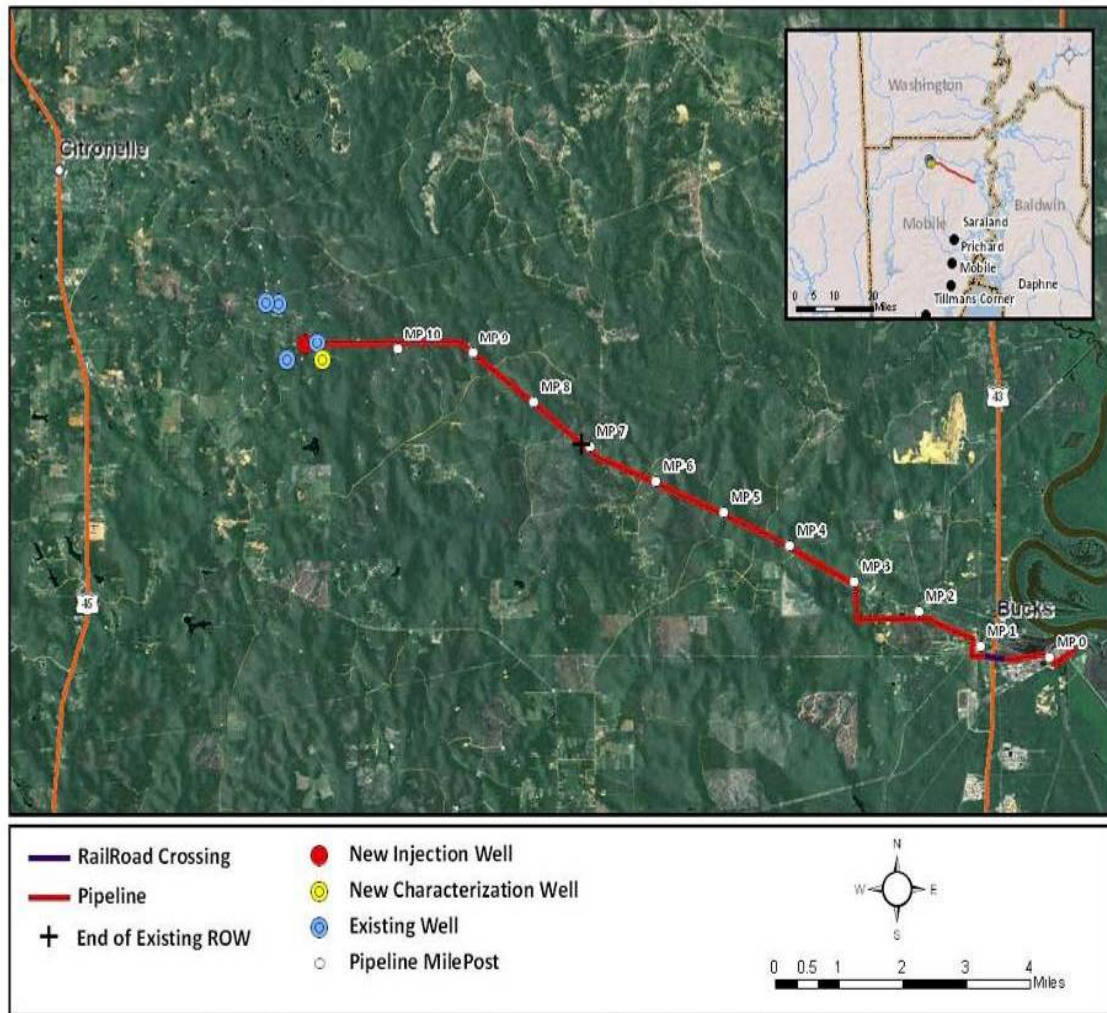 Citronelle
45
MP 10
MP 9
MP 8
MP 7
MP 6
MP 5
MP 4
MP 3
MP 2
MP 1
MP 0
Bucks
43
Washington
Baldwin
Mobile
Saraland
Prichard
Mobile
Daphne
Tillmans Corner
0 5 10 20
Miles
RailRoad Crossing
Pipeline
End of Existing ROW
New Injection Well
New Characterization Well
Existing Well
Pipeline MilePost
N
W E
S
0 0.5 1 2 3 4
Miles